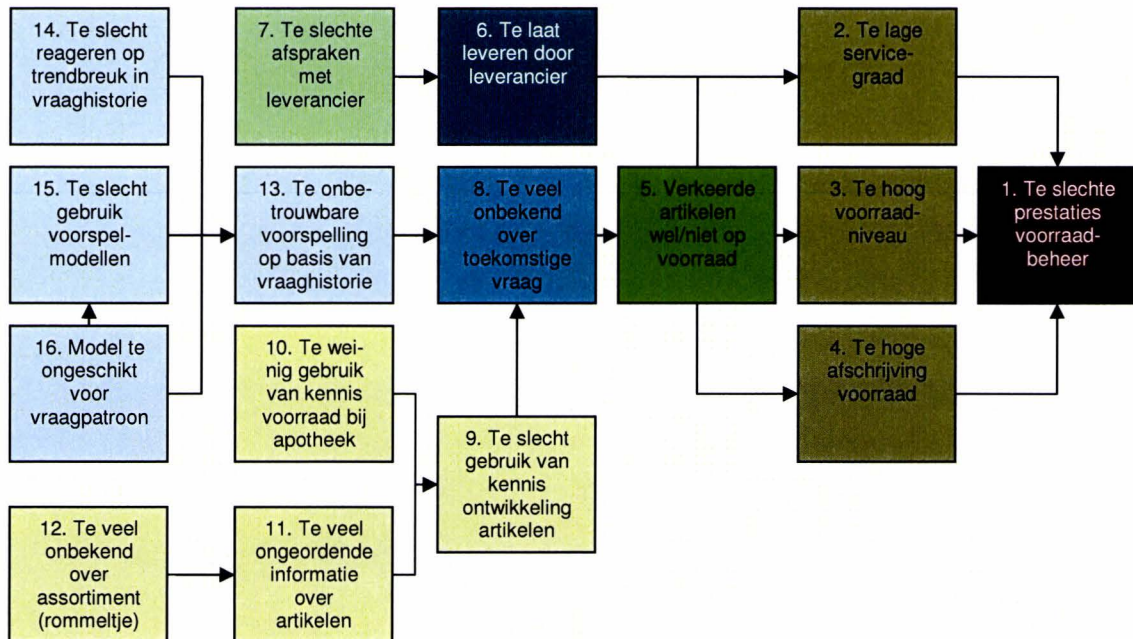 14. Te slecht
reageren op
trendbreuk in
vraaghistorie
7. Te slechte
afspraken
met
leverancier
6. Te laat
leveren door
leverancier
2. Te lage
service-
graad
15. Te slecht
gebruik
voorspel-
modellen
13. Te onbe-
trouwbare
voorspelling
op basis van
vraaghistorie
8. Te veel
onbekend
over
toekomstige
vraag
5. Verkeerde
artikelen
wel/niet op
voorraad
3. Te hoog
voorraad-
niveau
1. Te slechte
prestaties
voorraad-
beheer
16. Model te
ongeschikt
voor
vraagpatroon
10. Te wei-
nig gebruik
van kennis
voorraad bij
apotheek
9. Te slecht
gebruik van
kennis
ontwikkeling
artikelen
4. Te hoge
afschrijving
voorraad
12. Te veel
onbekend
over
assortiment
(rommeltje)
11. Te veel
ongeordende
informatie
over
artikelen